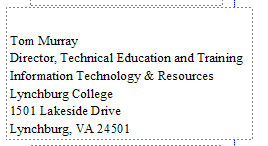 Tom Murray
Director, Technical Education and Training
Information Technology & Resources
Lynchburg College
1501 Lakeside Drive
Lynchburg, VA 24501